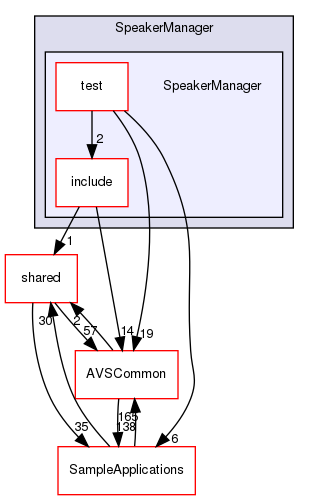 SpeakerManager
test
SpeakerManager
2
include
1
shared
30
2
57
14
19
AVSCommon
165
138
35
6
SampleApplications